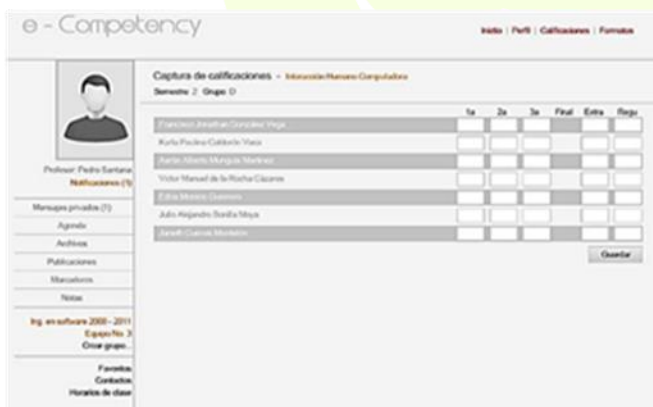 e - Competency
Inicio | Perfil | Calificaciones | Formatos
Captura de calificaciones - Interacción Humano Computadora
Semestre 2 Grupo D
1a 2a 3a Final Extra Regu
Francisco Jonathan González Vega
Karla Paulina Calderón Vaca
Aarón Alberto Munguía Martínez
Víctor Manuel de la Rocha Cázares
Edna Moreno Guerrero
Julio Alejandro Bonilla Moya
Janeth Cuevas
Guardar
Profesor: Pedro Santana
Notificaciones (1)
Mensajes privados (1)
Agenda
Archivos
Publicaciones
Marcadores
Notas
Ing. en software 2008 - 2011
Equipo No. 3
Crear grupo...
Favoritos
Contactos
Horarios de clase